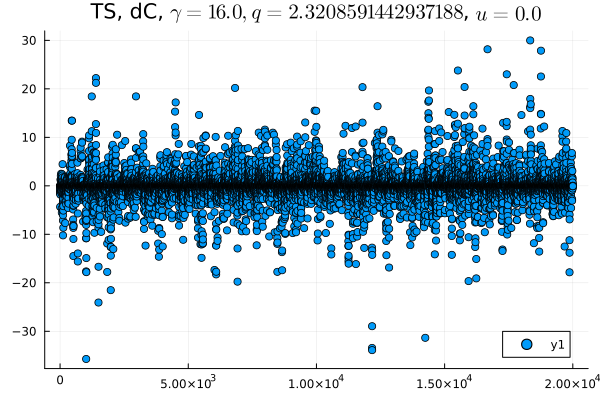 TS, dC, γ = 16.0, q = 2.3208591442937188, u = 0.0
30
20
10
0
−10
−20
−30
y1
0 5.00×10³ 1.00×10⁴ 1.50×10⁴ 2.00×10⁴